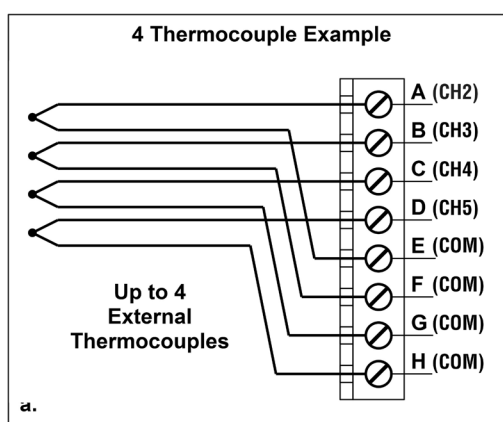 4 Thermocouple Example
A (CH2)
B (CH3)
C (CH4)
D (CH5)
E (COM)
F (COM)
G (COM)
H (COM)
Up to 4
External
Thermocouples
a.